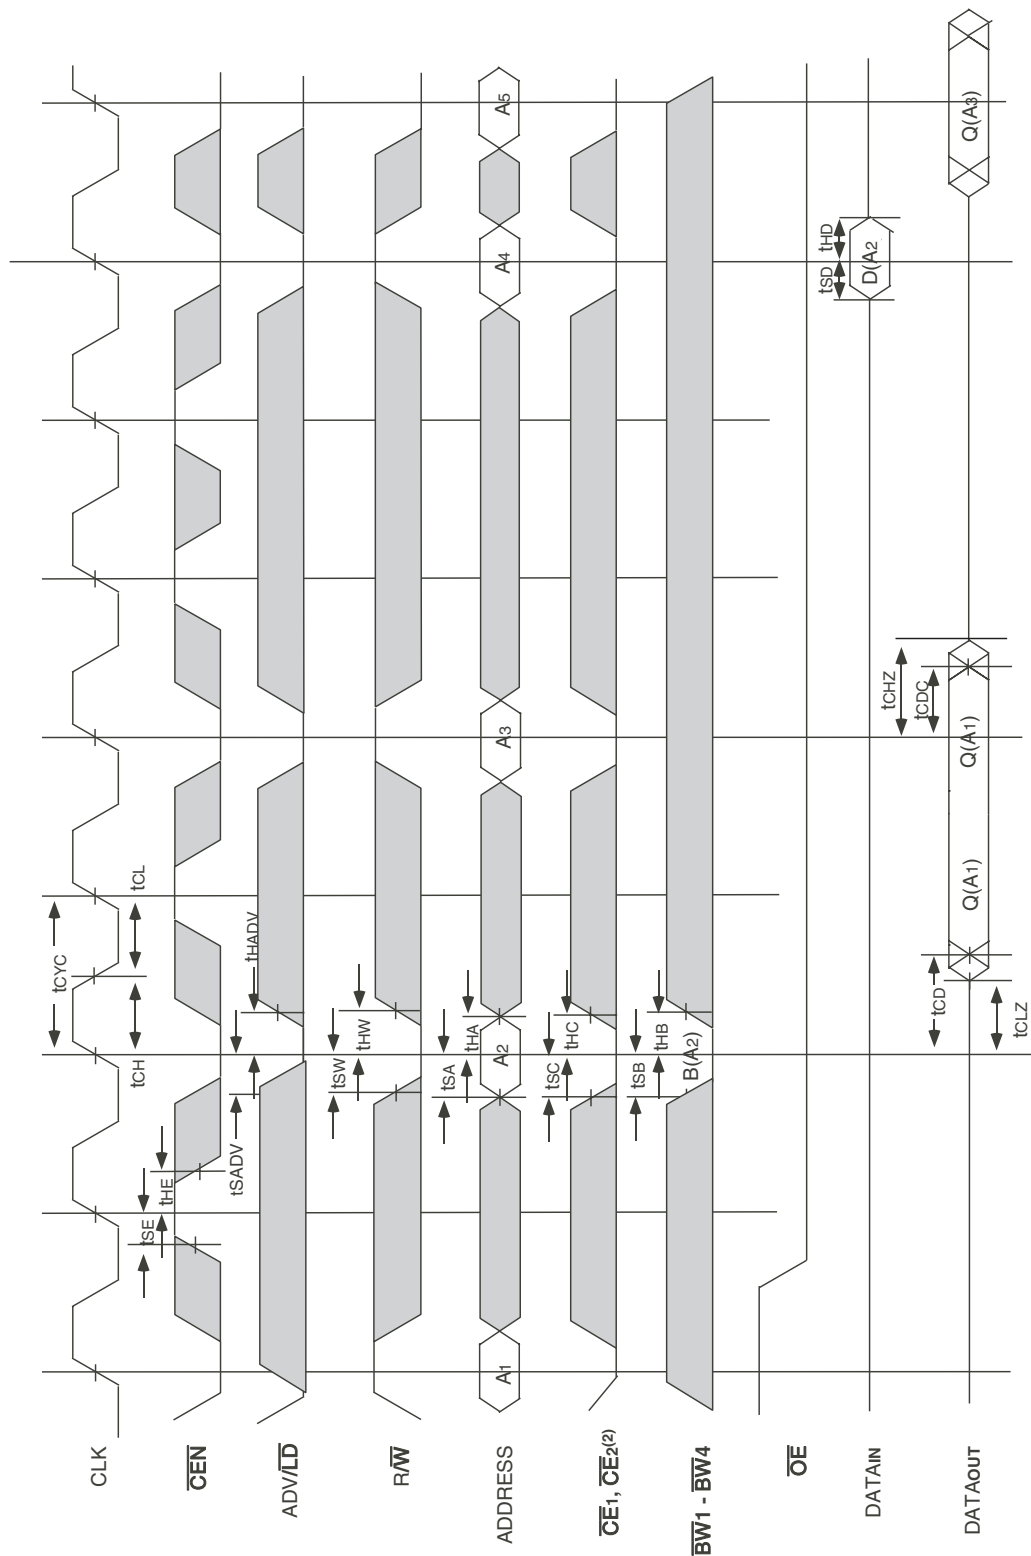 tCYC
tCH
tCL
CLK
tSE
tHE
CEN
tSADV
tHADV
ADV/LD
tSW
tHW
R/W
tSA
tHA
ADDRESS
A1
A2
A3
A4
A5
tSC
tHC
CE1, CE2(2)
tSB
tHB
BW1 - BW4
B(A2)
OE
tSD
tHD
DATAIN
D(A2
tCHZ
tCDC
tCD
DATAOUT
Q(A1)
Q(A1)
Q(A3)
tCLZ